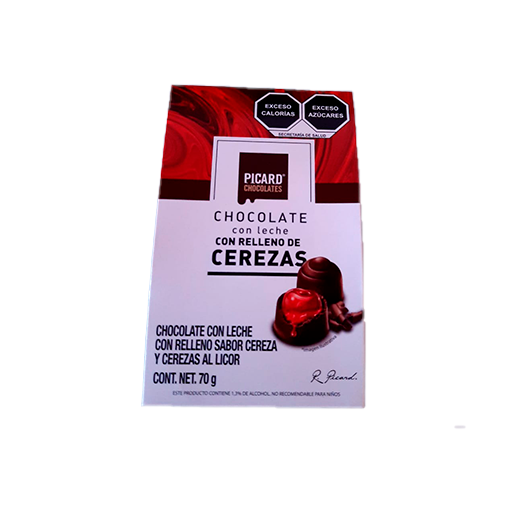 EXCESO CALORÍAS
EXCESO AZÚCARES
SECRETARÍA DE SALUD
PICARD®
CHOCOLATES
CHOCOLATE
con leche
CON RELLENO DE
CEREZAS
*Imagen ilustrativa
CHOCOLATE CON LECHE
CON RELLENO SABOR CEREZA
Y CEREZAS AL LICOR
CONT. NET. 70 g
R. Picard.
ESTE PRODUCTO CONTIENE 1,3% DE ALCOHOL, NO RECOMENDABLE PARA NIÑOS